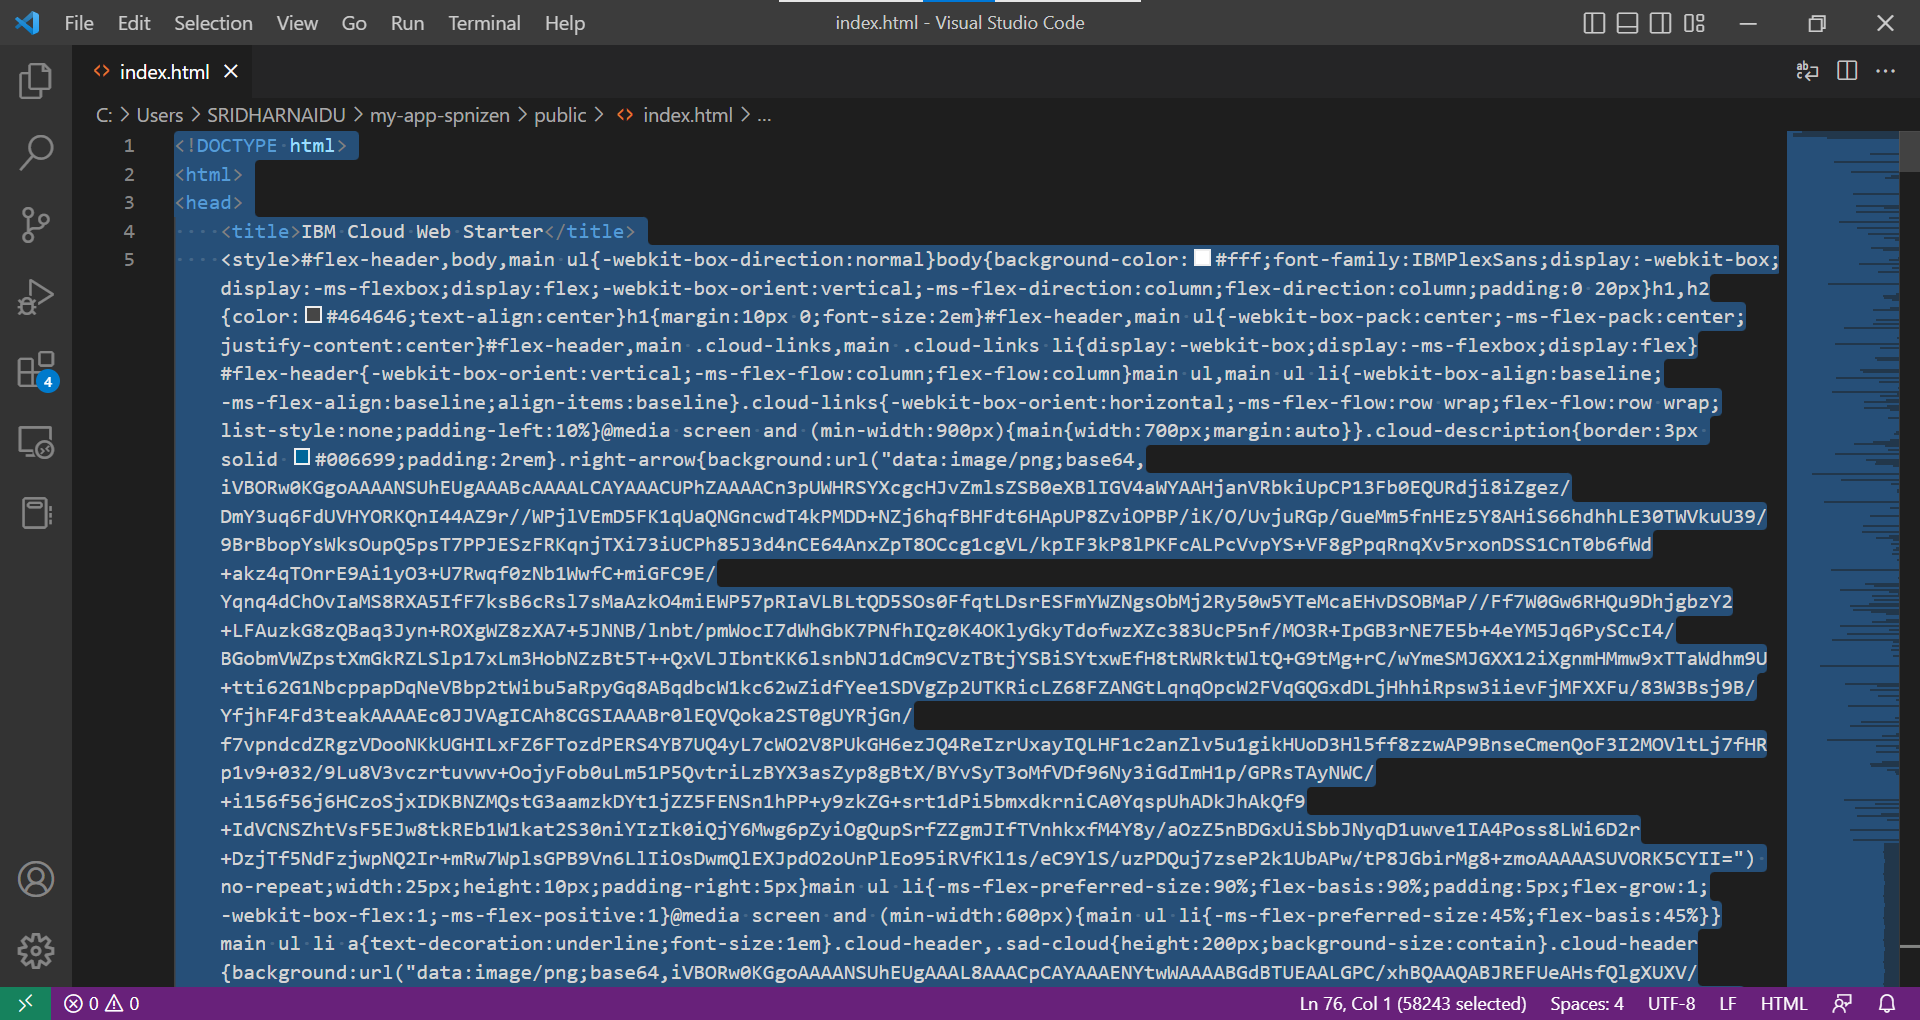 File Edit Selection View Go Run Terminal Help
index.html - Visual Studio Code
index.html
C: > Users > SRIDHARNAIDU > my-app-spnizen > public > index.html > ...
1 <!DOCTYPE html>
2 <html>
3 <head>
4 <title>IBM Cloud Web Starter</title>
5 <style>#flex-header,body,main ul{-webkit-box-direction:normal}body{background-color:#fff;font-family:IBMPlexSans;display:-webkit-box;
display:-ms-flexbox;display:flex;-webkit-box-orient:vertical;-ms-flex-direction:column;flex-direction:column;padding:0 20px}h1,h2
{color:#464646;text-align:center}h1{margin:10px 0;font-size:2em}#flex-header,main ul{-webkit-box-pack:center;-ms-flex-pack:center;
justify-content:center}#flex-header,main .cloud-links,main .cloud-links li{display:-webkit-box;display:-ms-flexbox;display:flex}
#flex-header{-webkit-box-orient:vertical;-ms-flex-flow:column;flex-flow:column}main ul,main ul li{-webkit-box-align:baseline;
-ms-flex-align:baseline;align-items:baseline}.cloud-links{-webkit-box-orient:horizontal;-ms-flex-flow:row wrap;flex-flow:row wrap;
list-style:none;padding-left:10%}@media screen and (min-width:900px){main{width:700px;margin:auto}}.cloud-description{border:3px
solid #006699;padding:2rem}.right-arrow{background:url("data:image/png;base64,
iVBORw0KGgoAAAANSUhEUgAAABcAAAALCAYAAACUPhZAAAACn3pUWHRSYXcgcHJvZmlsZSB0eXBlIGV4aWYAAHjanVRbkiUpCP13Fb0EQURdji8iZgez/
DmY3uq6FdUVHYORKQnI44AZ9r//WPjlVEmD5FK1qUaQNGncwdT4kPMDD+NZj6hqfBHFdt6HApUP8ZviOPBP/iK/O/UvjuRGp/GueMm5fnHEz5Y8AHiS66hdhhLE30TWVkuU39/
9BrBbopYsWksOupQ5psT7PPJESzFRKqnjTXi73iUCPh85J3d4nCE64AnxZpT8OCcg1cgVL/kpIF3kP8lPKFcALPcVvpYS+VF8gPpqRnqXv5rxonDSS1CnT0b6fWd
+akz4qTOnrE9Ai1yO3+U7Rwqf0zNb1WwfC+miGFC9E/
Yqnq4dChOvIaMS8RXA5IfF7ksB6cRsl7sMaAzkO4miEWP57pRIaVLBLtQD5SOs0FfqtLDsrESFmYWZNgsObMj2Ry50w5YTeMcaEHvDSOBMaP//Ff7W0Gw6RHQu9DhjgbzY2
+LFAuzkG8zQBaq3Jyn+ROXgWZ8zXA7+5JNNB/lnbt/pmWocI7dWhGbK7PNfhIQz0K4OKlyGkyTdofwzXZc383UcP5nf/MO3R+IpGB3rNE7E5b+4eYM5Jq6PySCcI4/
BGobmVWZpstXmGkRZLSlp17xLm3HobNZzBt5T++QxVLJIbntKK6lsnbNJ1dCm9CVzTBtjYSBiSYtxwEfH8tRWRktWltQ+G9tMg+rC/wYmeSMJGXX12iXgnmHMmw9xTTaWdhm9U
+tti62G1NbcppapDqNeVBbp2tWibu5aRpyGq8ABqdbcW1kc62wZidfYee1SDVgZp2UTKRicLZ68FZANGtLqnqOpcW2FVqGQGxdDLjHhhiRpsw3iievFjMFXXFu/83W3Bsj9B/
YfjhF4Fd3teakAAAAEc0JJVAgICAh8CGSIAAABr0lEQVQoka2ST0gUYRjGn/
f7vpndcdZRgzVDooNKkUGHILxFZ6FTozdPERS4YB7UQ4yL7cWO2V8PUkGH6ezJQ4ReIzrUxayIQLHF1c2anZlv5u1gikHUoD3Hl5ff8zzwAP9BnseCmenQoF3I2MOVltLj7fHR
p1v9+032/9Lu8V3vczrtuvwv+OojyFob0uLm51P5QvtriLzBYX3asZyp8gBtX/BYvSyT3oMfVDf96Ny3iGdImH1p/GPRsTAyNWC/
+i156f56j6HCzoSjxIDKBNZMQstG3aamzkDYt1jZZ5FENSn1hPP+y9zkZG+srt1dPi5bmxdkrniCA0YqspUhADkJhAkQf9
+IdVCNSZhtVsF5EJw8tkREb1W1kat2S30niYIzIk0iQjY6Mwg6pZyiOgQupSrfZZgmJIfTVnhkxfM4Y8y/aOzZ5nBDGxUiSbbJNyqD1uwve1IA4Poss8LWi6D2r
+DzjTf5NdFzjwpNQ2Ir+mRw7WplsGPB9Vn6LlIiOsDwmQlEXJpdO2oUnPlEo95iRVfKl1s/eC9YlS/uzPDQuj7zseP2k1UbAPw/tP8JGbirMg8+zmoAAAAASUVORK5CYII=")
no-repeat;width:25px;height:10px;padding-right:5px}main ul li{-ms-flex-preferred-size:90%;flex-basis:90%;padding:5px;flex-grow:1;
-webkit-box-flex:1;-ms-flex-positive:1}@media screen and (min-width:600px){main ul li{-ms-flex-preferred-size:45%;flex-basis:45%}}
main ul li a{text-decoration:underline;font-size:1em}.cloud-header,.sad-cloud{height:200px;background-size:contain}.cloud-header
{background:url("data:image/png;base64,iVBORw0KGgoAAAANSUhEUgAAAL8AAACpCAYAAAENYtwWAAAABGdBTUEAALGPC/xhBQAAQABJREFUeAHsfQlgXUXV/
4
0 0
Ln 76, Col 1 (58243 selected) Spaces: 4 UTF-8 LF HTML